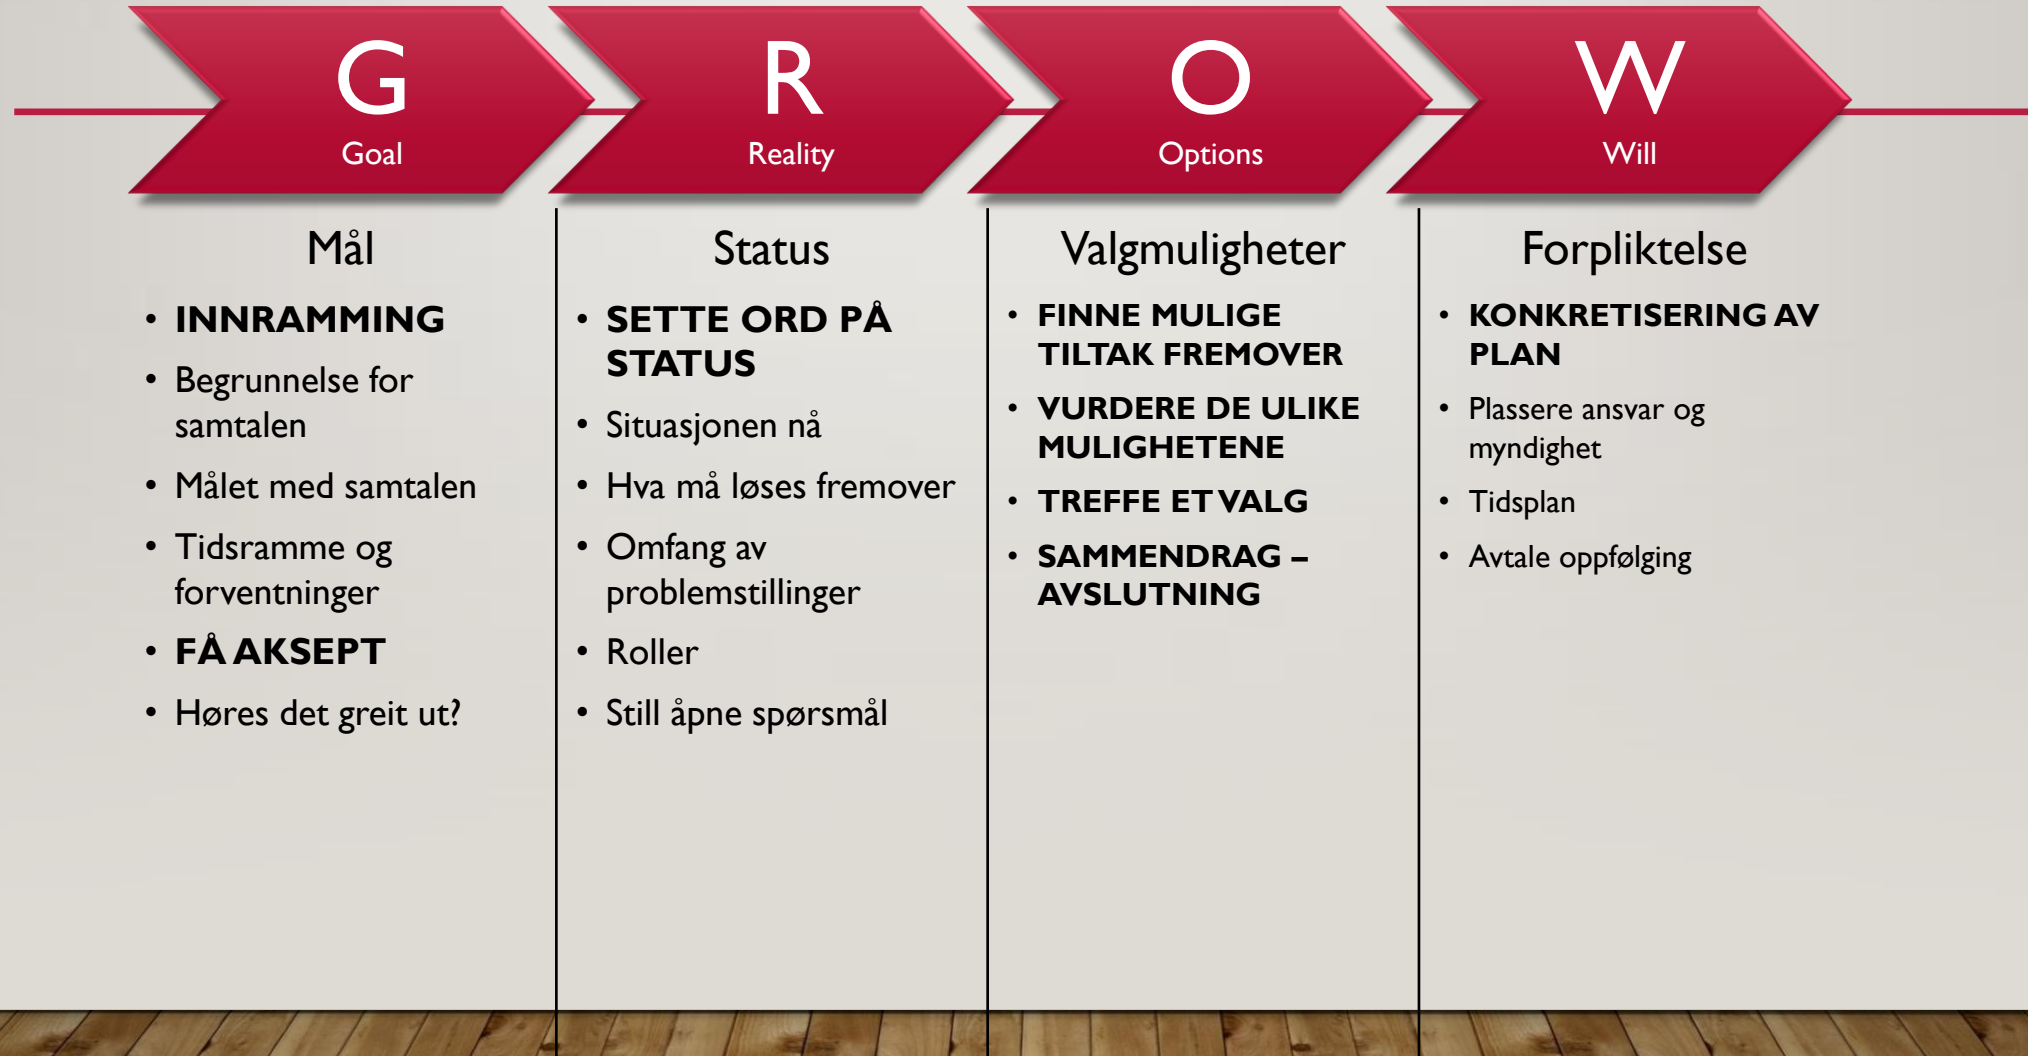 G
Goal
R
Reality
O
Options
W
Will
Mål
• INNRAMMING
• Begrunnelse for
samtalen
• Målet med samtalen
• Tidsramme og
forventninger
• FÅ AKSEPT
• Høres det greit ut?
Status
• SETTE ORD PÅ
STATUS
• Situasjonen nå
• Hva må løses fremover
• Omfang av
problemstillinger
• Roller
• Still åpne spørsmål
Valgmuligheter
• FINNE MULIGE
TILTAK FREMOVER
• VURDERE DE ULIKE
MULIGHETENE
• TREFFE ET VALG
• SAMMENDRAG –
AVSLUTNING
Forpliktelse
• KONKRETISERING AV
PLAN
• Plassere ansvar og
myndighet
• Tidsplan
• Avtale oppfølging